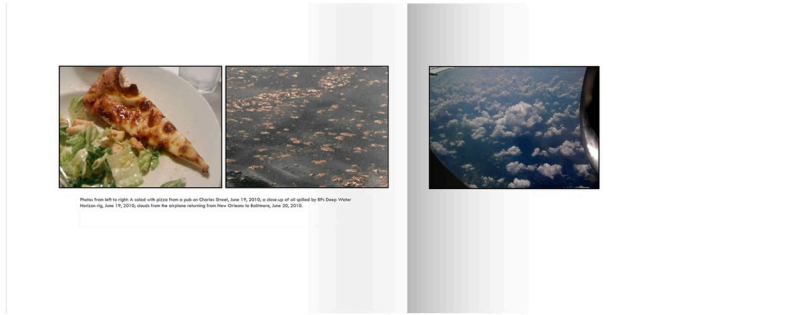 Photos from left to right: A salad with pizza from a pub on Charles Street, June 19, 2010; a close-up of oil spilled by BPs Deep Water
Horizon rig, June 19, 2010; clouds from the airplane returning from New Orleans to Baltimore, June 20, 2010.